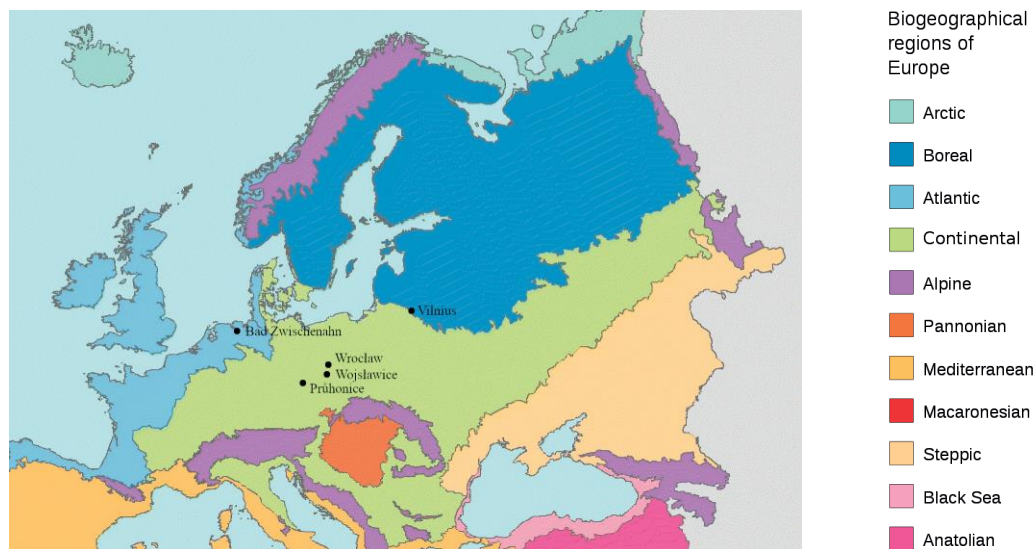 Biogeographical
regions of
Europe
Arctic
Boreal
Atlantic
Continental
Alpine
Pannonian
Mediterranean
Macaronesian
Steppic
Black Sea
Anatolian
Vilnius
Bad Zwischenahn
Wrocław
Wojsławice
Průhonice